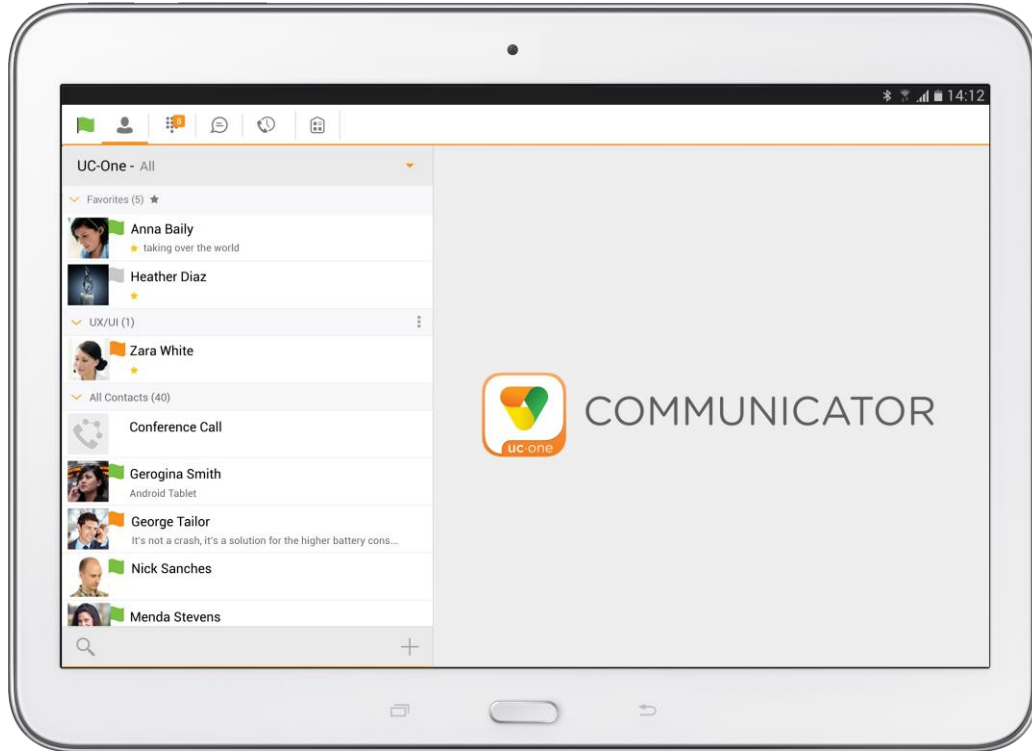 14:12
8
UC-One - All
Favorites (5)
Anna Baily
taking over the world
Heather Diaz
UX/UI (1)
Zara White
All Contacts (40)
Conference Call
Gerogina Smith
Android Tablet
George Tailor
It's not a crash, it's a solution for the higher battery cons...
Nick Sanches
Menda Stevens
COMMUNICATOR
uc-one